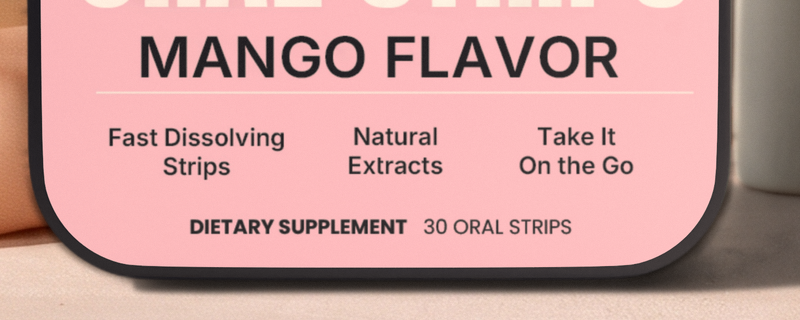 MANGO FLAVOR
Fast Dissolving
Strips
Natural
Extracts
Take It
On the Go
DIETARY SUPPLEMENT 30 ORAL STRIPS